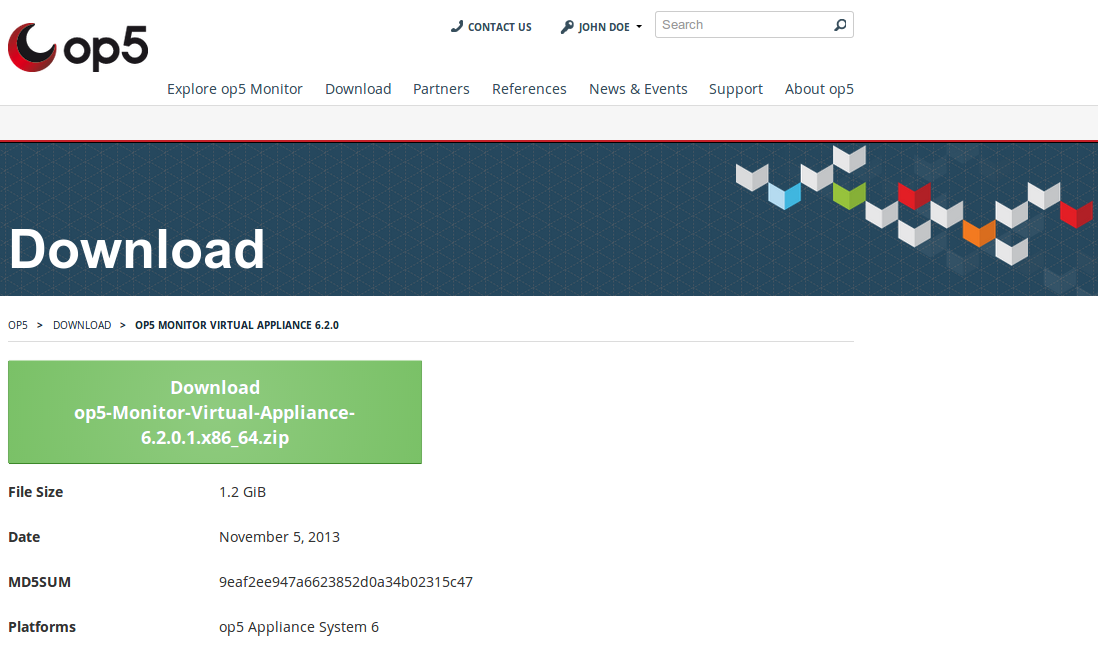 op5
CONTACT US
JOHN DOE
Search
Explore op5 Monitor Download Partners References News & Events Support About op5
Download
OP5 > DOWNLOAD > OP5 MONITOR VIRTUAL APPLIANCE 6.2.0
Download
op5-Monitor-Virtual-Appliance-
6.2.0.1.x86_64.zip
File Size 1.2 GiB
Date November 5, 2013
MD5SUM 9eaf2ee947a6623852d0a34b02315c47
Platforms op5 Appliance System 6